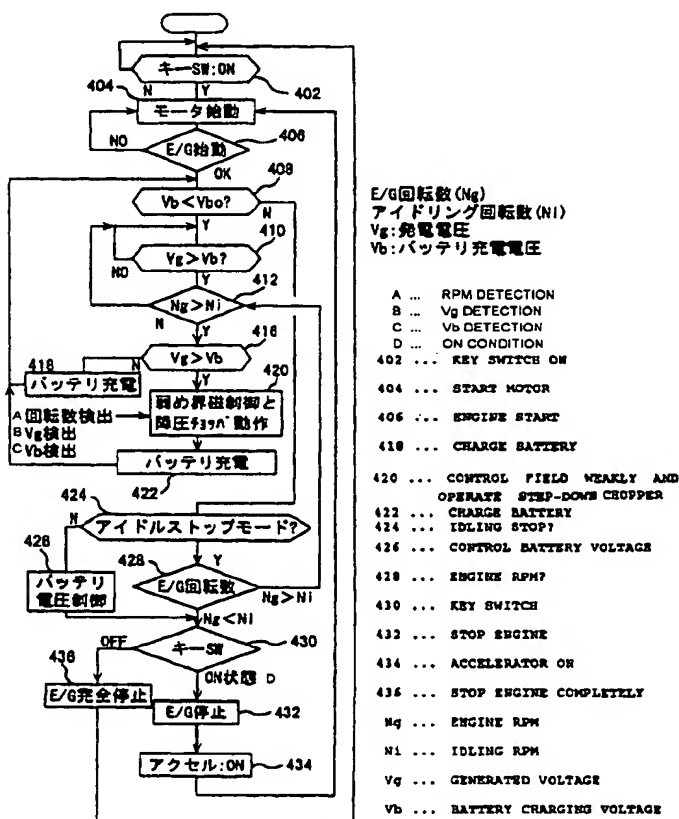 キーSW:ON
N
Y
402
404
モータ始動
NO
406
E/G始動
OK
408
Vb<Vbo?
N
Y
410
Vg>Vb?
NO
Y
412
Ng>Ni
N
Y
416
Vg>Vb
N
418
バッテリ充電
Y
420
弱め界磁制御と
降圧チョッパ動作
A 回転数検出
B Vg検出
C Vb検出
バッテリ充電
422
424
アイドルストップモード?
N
Y
426
バッテリ
電圧制御
428
E/G回転数
Ng>Ni
Ng<Ni
430
キーSW
OFF
ON状態 D
436
E/G完全停止
E/G停止
432
アクセル:ON
434
E/G回転数(Ng)
アイドリング回転数(NI)
Vg:発電電圧
Vb:バッテリ充電電圧
A ... RPM DETECTION
B ... Vg DETECTION
C ... Vb DETECTION
D ... ON CONDITION
402 ... KEY SWITCH ON
404 ... START MOTOR
406 ... ENGINE START
418 ... CHARGE BATTERY
420 ... CONTROL FIELD WEAKLY AND
OPERATE STEP-DOWN CHOPPER
422 ... CHARGE BATTERY
424 ... IDLING STOP?
426 ... CONTROL BATTERY VOLTAGE
428 ... ENGINE RPM?
430 ... KEY SWITCH
432 ... STOP ENGINE
434 ... ACCELERATOR ON
436 ... STOP ENGINE COMPLETELY
Ng ... ENGINE RPM
Ni ... IDLING RPM
Vg ... GENERATED VOLTAGE
Vb ... BATTERY CHARGING VOLTAGE